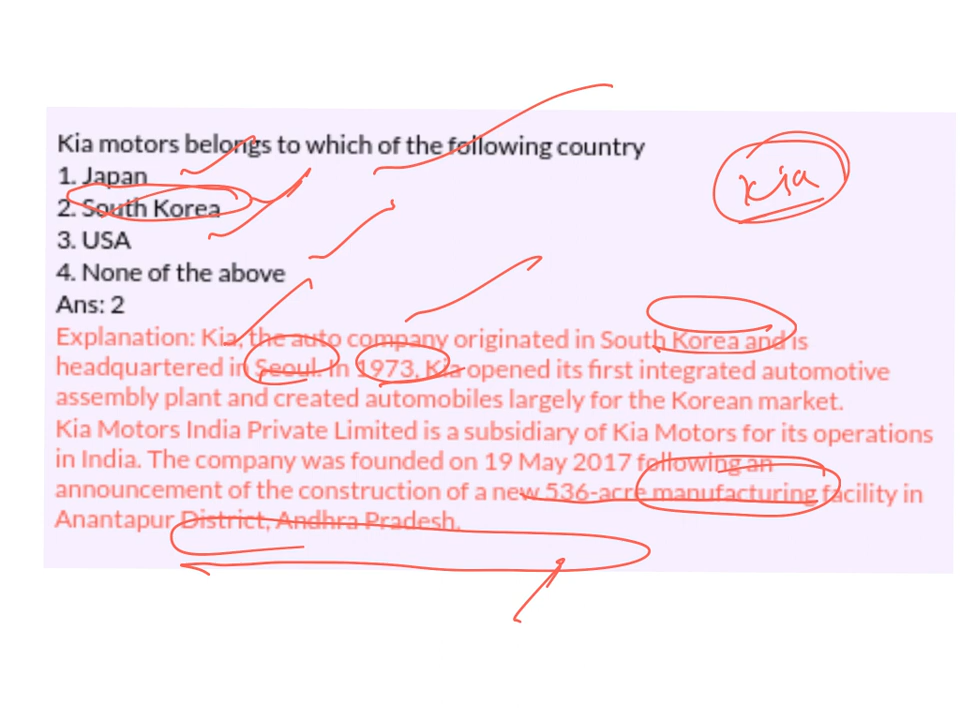 Kia motors belongs to which of the following country
1. Japan
2. South Korea
3. USA
4. None of the above
Ans: 2
Explanation: Kia, the auto company originated in South Korea and is
headquartered in Seoul. In 1973, Kia opened its first integrated automotive
assembly plant and created automobiles largely for the Korean market.
Kia Motors India Private Limited is a subsidiary of Kia Motors for its operations
in India. The company was founded on 19 May 2017 following an
announcement of the construction of a new 536-acre manufacturing facility in
Anantapur District, Andhra Pradesh.
Kia